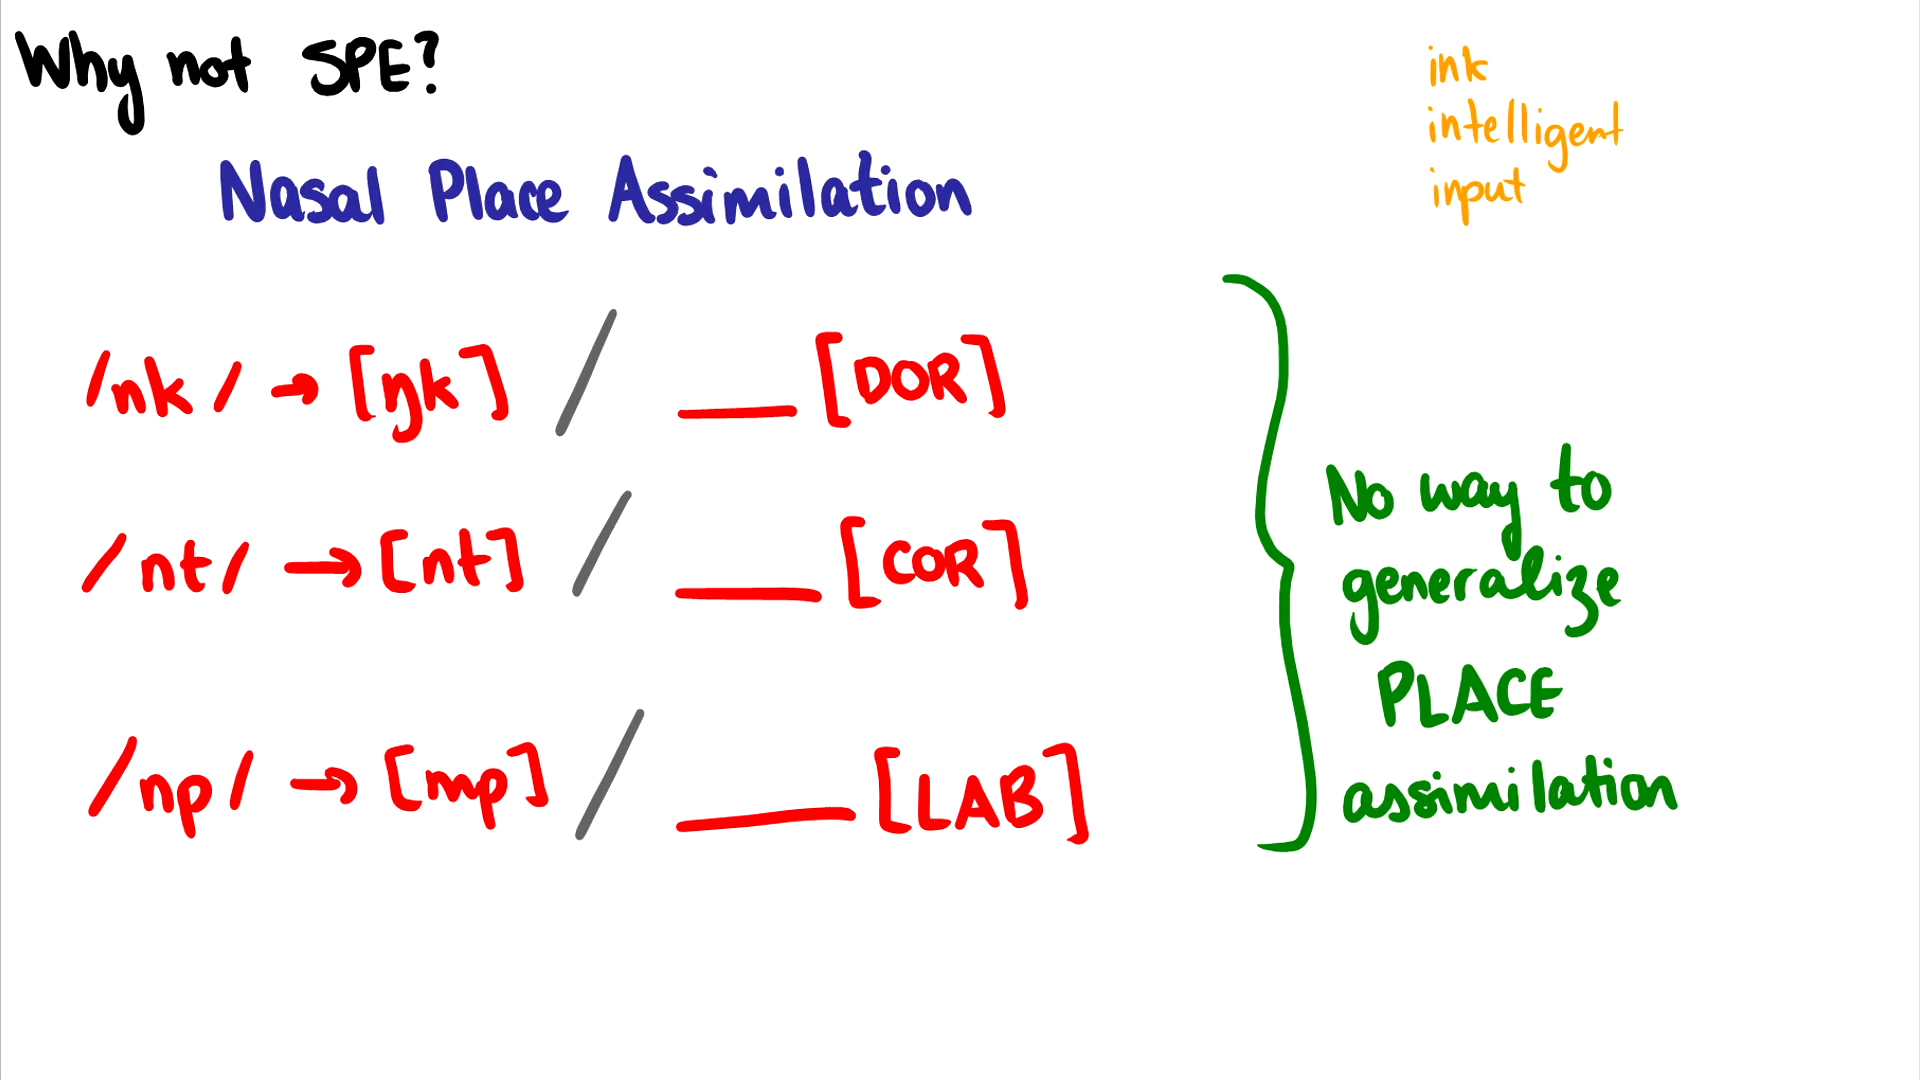 Why not SPE?
ink
intelligent
input
Nasal Place Assimilation
/nk/ → [ŋk] / ___ [DOR]
/nt/ → [nt] / ___ [COR]
/np/ → [mp] / ___ [LAB]
No way to
generalize
PLACE
assimilation